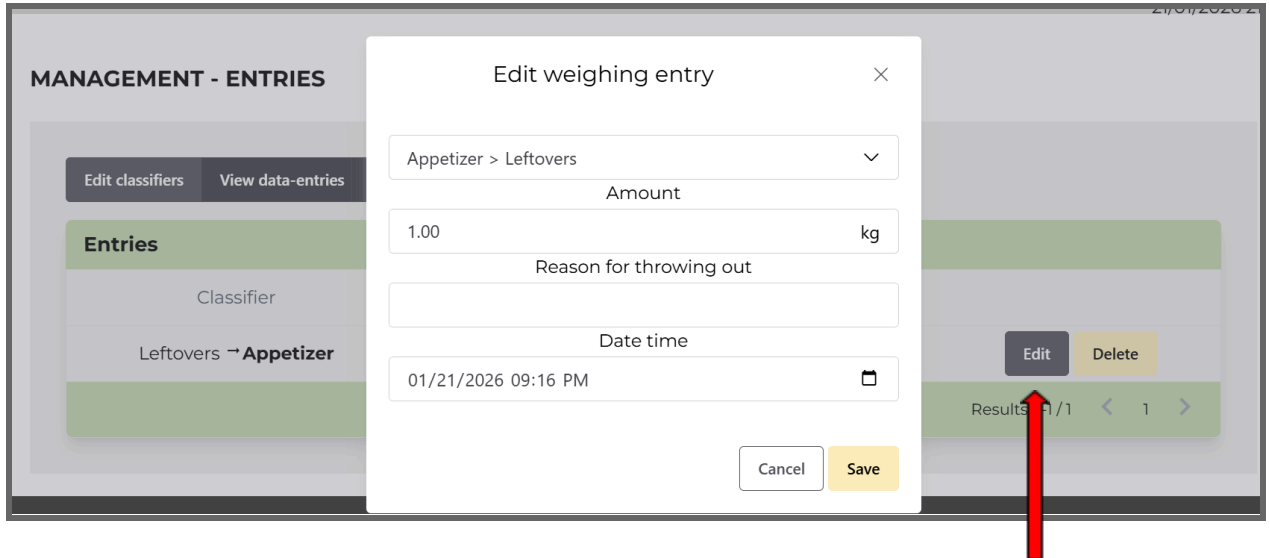 MANAGEMENT - ENTRIES
Edit weighing entry
Edit classifiers View data-entries
Appetizer > Leftovers
Amount
1.00 kg
Entries
Reason for throwing out
Classifier
Date time
Leftovers →Appetizer
Edit Delete
01/21/2026 09:16 PM
Results 1 / 1 1
Cancel Save